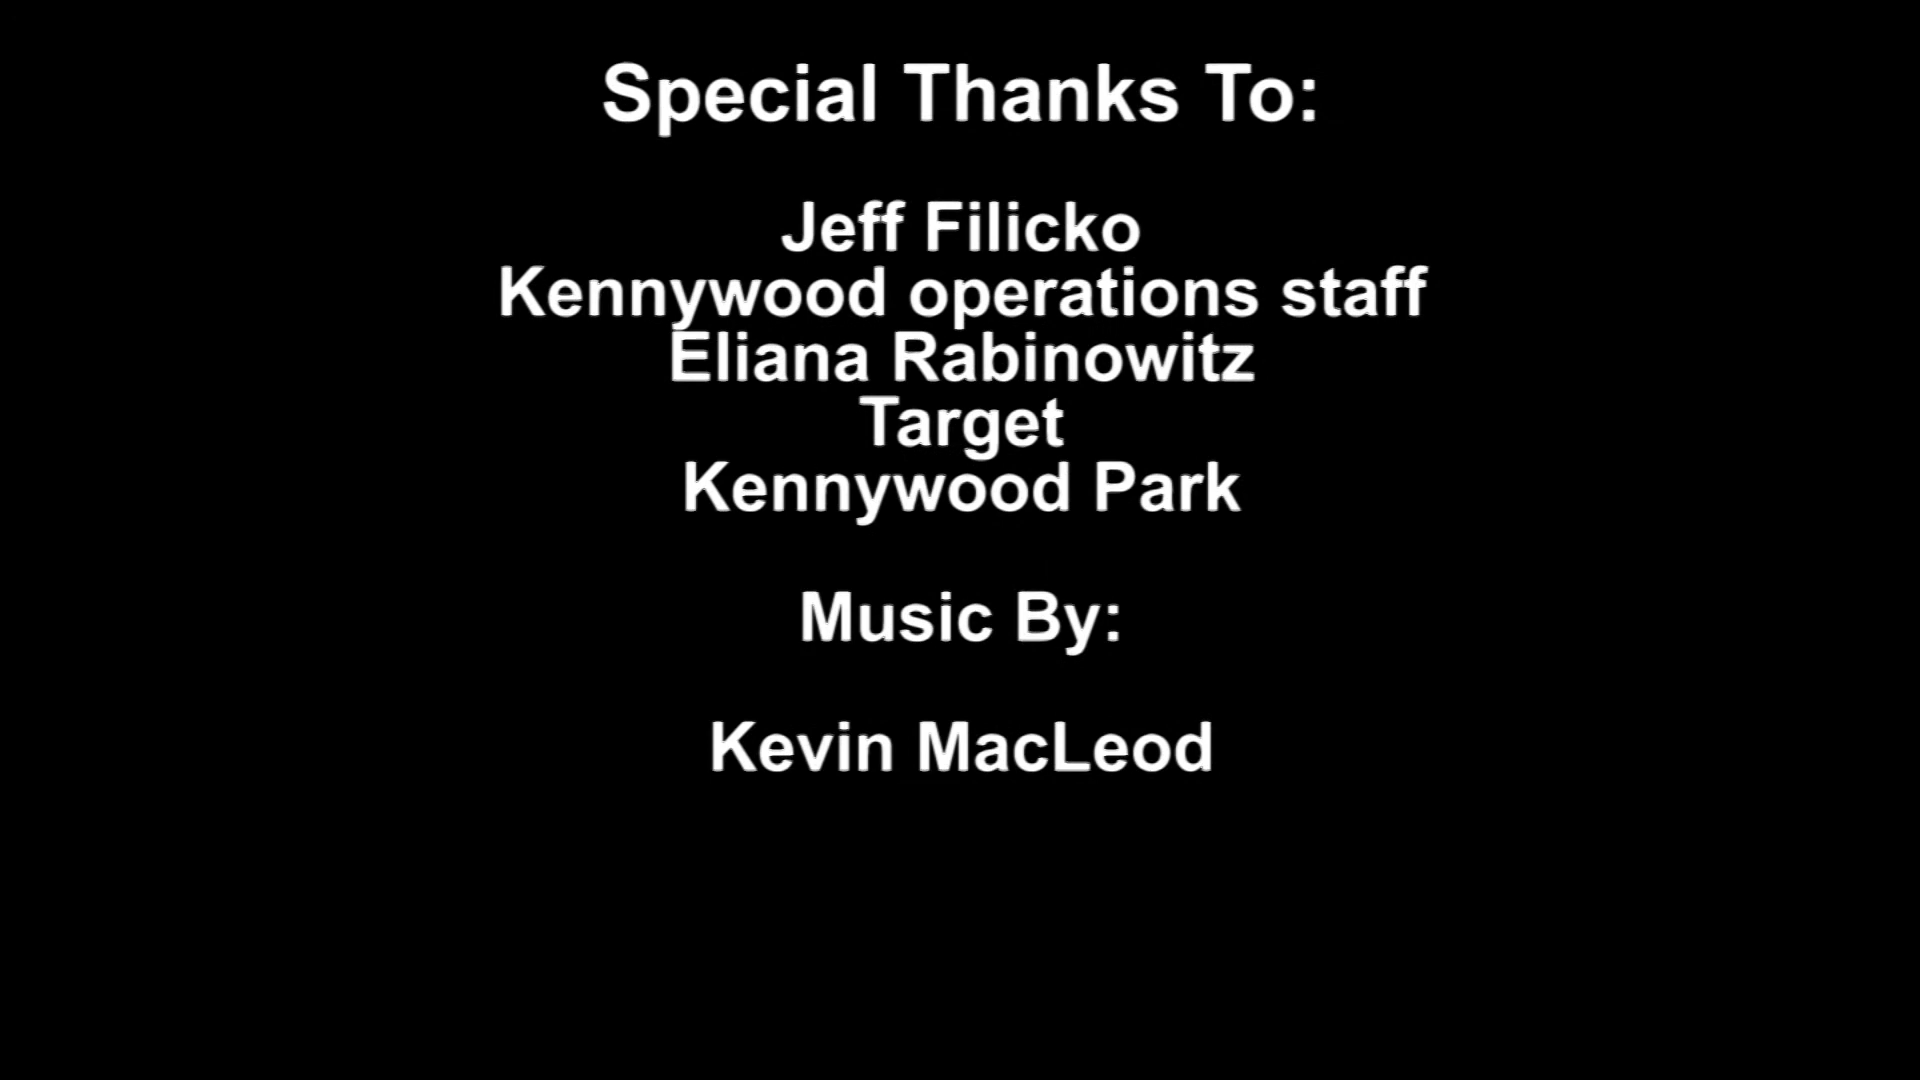 Special Thanks To:
Jeff Filicko
Kennywood operations staff
Eliana Rabinowitz
Target
Kennywood Park
Music By:
Kevin MacLeod